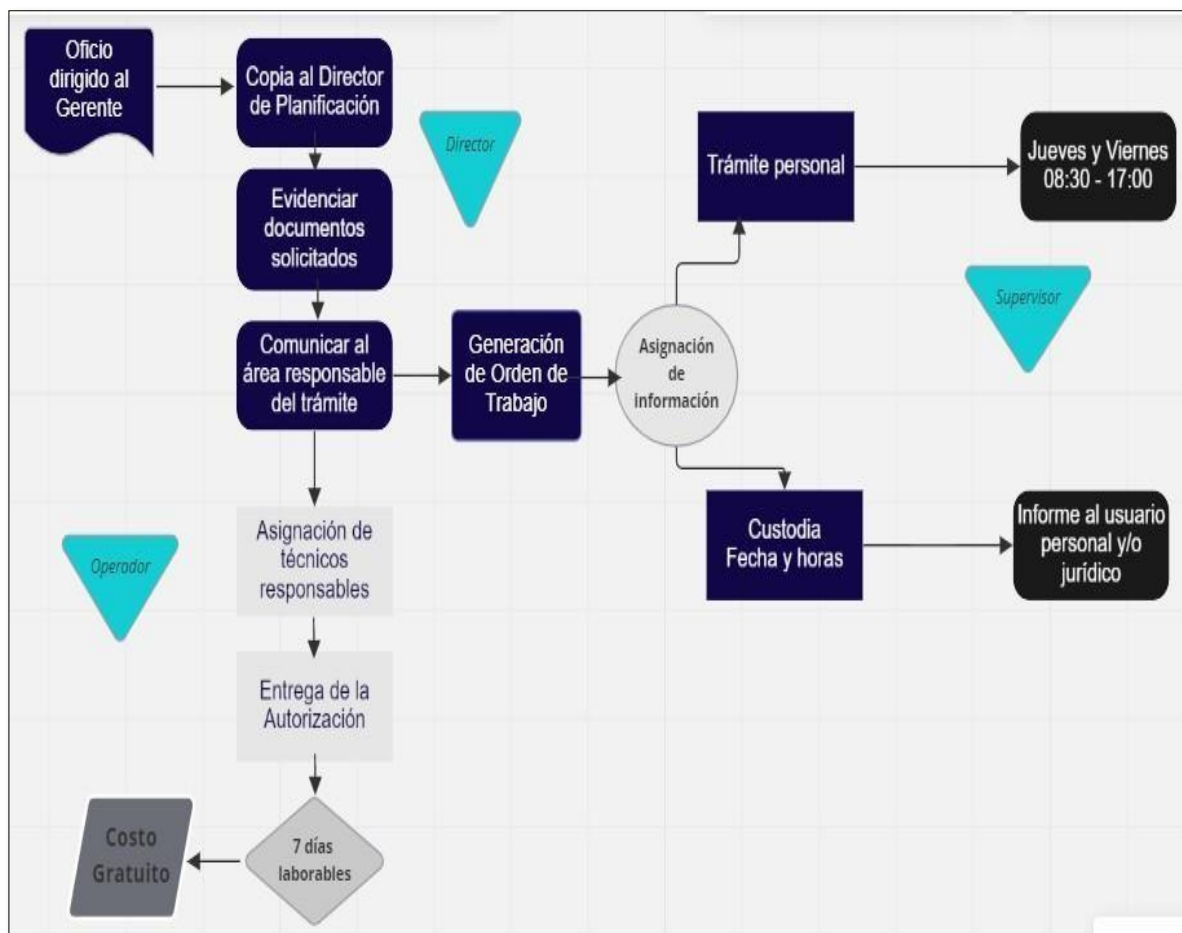 Oficio
dirigido al
Gerente
Copia al Director
de Planificación
Director
Evidenciar
documentos
solicitados
Comunicar al
área responsable
del trámite
Generación
de Orden de
Trabajo
Asignación
de
información
Trámite personal
Jueves y Viernes
08:30 - 17:00
Supervisor
Custodia
Fecha y horas
Informe al usuario
personal y/o
jurídico
Operador
Asignación de
técnicos
responsables
Entrega de la
Autorización
7 días
laborables
Costo
Gratuito